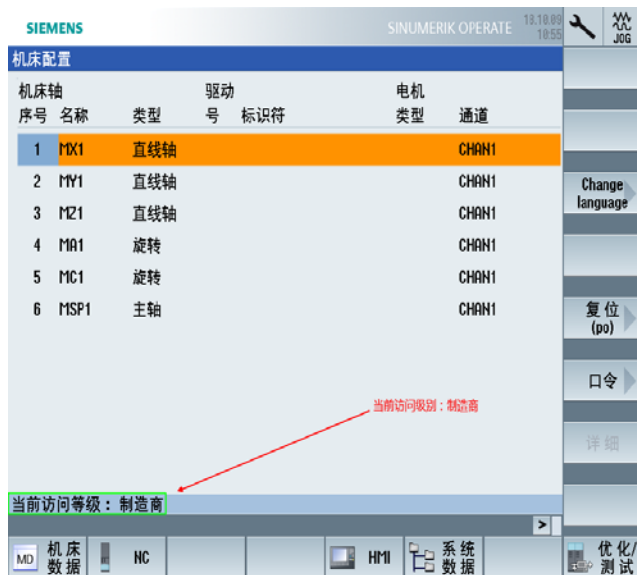 SIEMENS
SINUMERIK OPERATE
18.10.09
10:55
JOG
机床配置
机床轴 驱动 电机
序号 名称 类型 号 标识符 类型 通道
1 MX1 直线轴 CHAN1
2 MY1 直线轴 CHAN1
3 MZ1 直线轴 CHAN1
4 MA1 旋转 CHAN1
5 MC1 旋转 CHAN1
6 MSP1 主轴 CHAN1
Change
language
复位
(po)
口令
详细
当前访问级别：制造商
当前访问等级：制造商
>
MD 机床
数据
NC
HMI
系统
数据
优化/
测试